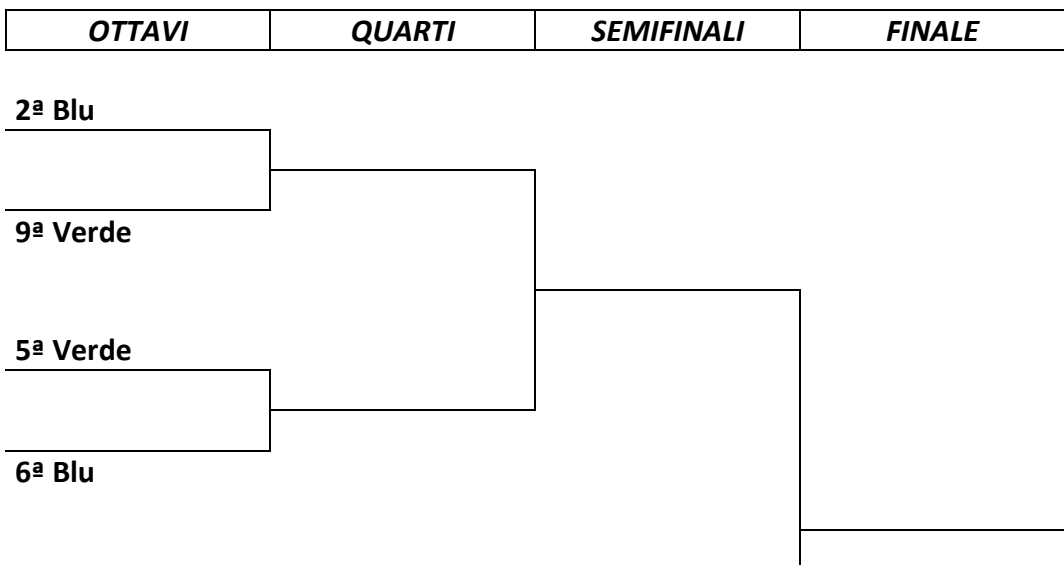 OTTAVI QUARTI SEMIFINALI FINALE
2ª Blu
9ª Verde
5ª Verde
6ª Blu